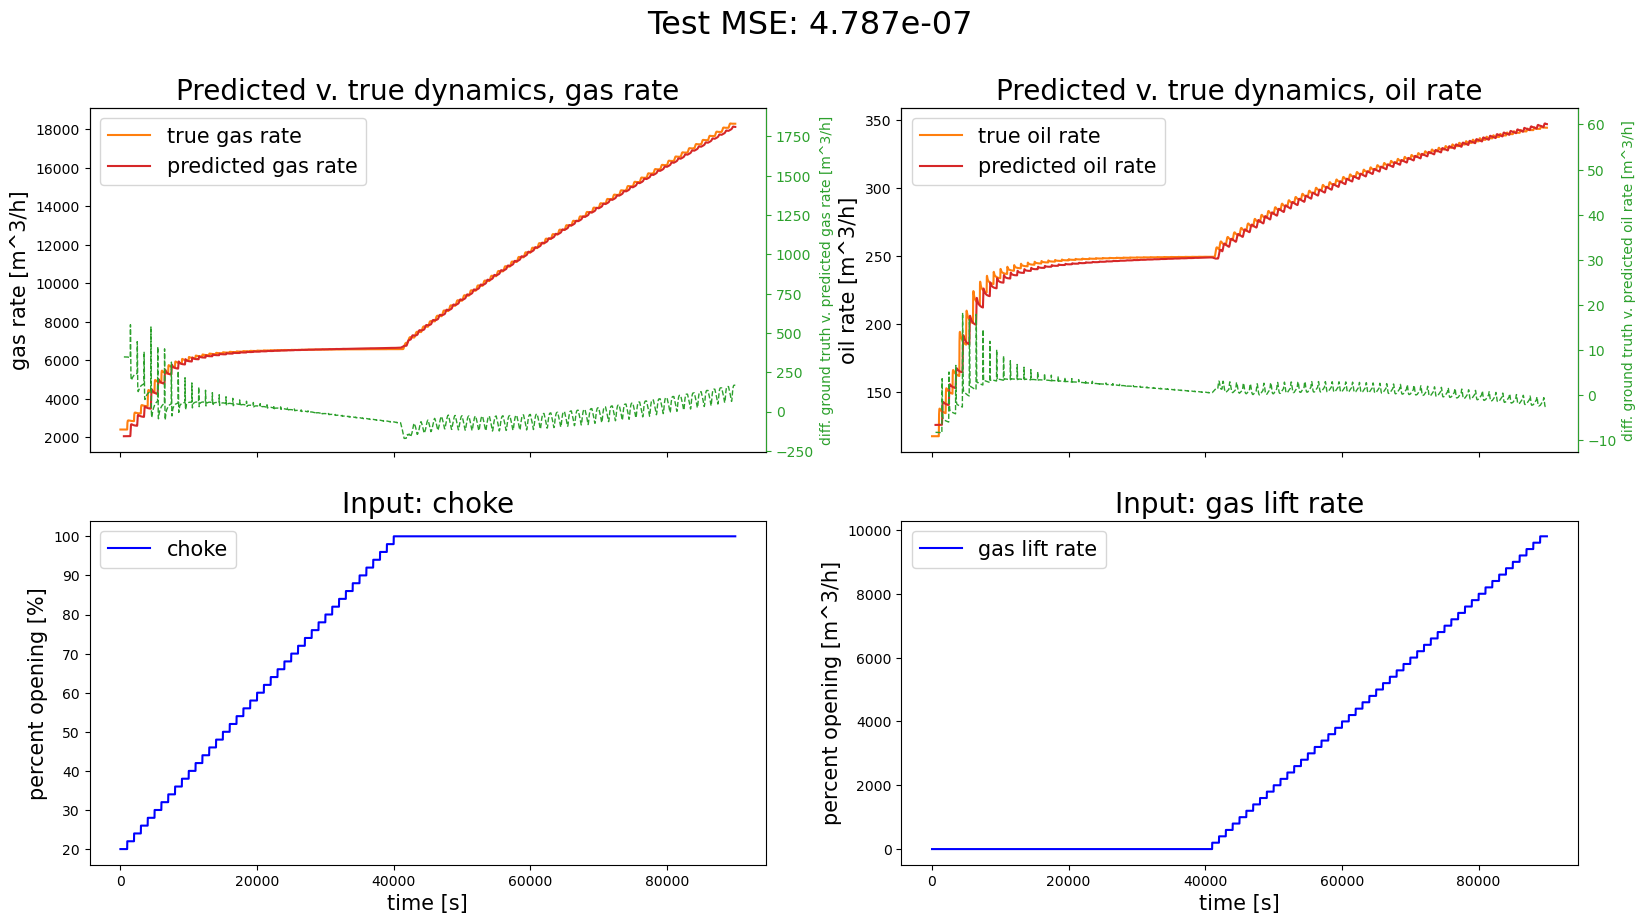 Test MSE: 4.787e-07
Predicted v. true dynamics, gas rate
true gas rate
predicted gas rate
gas rate [m^3/h]
18000
16000
14000
12000
10000
8000
6000
4000
2000
1750
1500
1250
1000
750
500
250
0
−250
diff. ground truth v. predicted gas rate [m^3/h]
Predicted v. true dynamics, oil rate
true oil rate
predicted oil rate
oil rate [m^3/h]
350
300
250
200
150
60
50
40
30
20
10
0
−10
diff. ground truth v. predicted oil rate [m^3/h]
Input: choke
choke
percent opening [%]
100
90
80
70
60
50
40
30
20
0
20000
40000
60000
80000
time [s]
Input: gas lift rate
gas lift rate
percent opening [m^3/h]
10000
8000
6000
4000
2000
0
0
20000
40000
60000
80000
time [s]